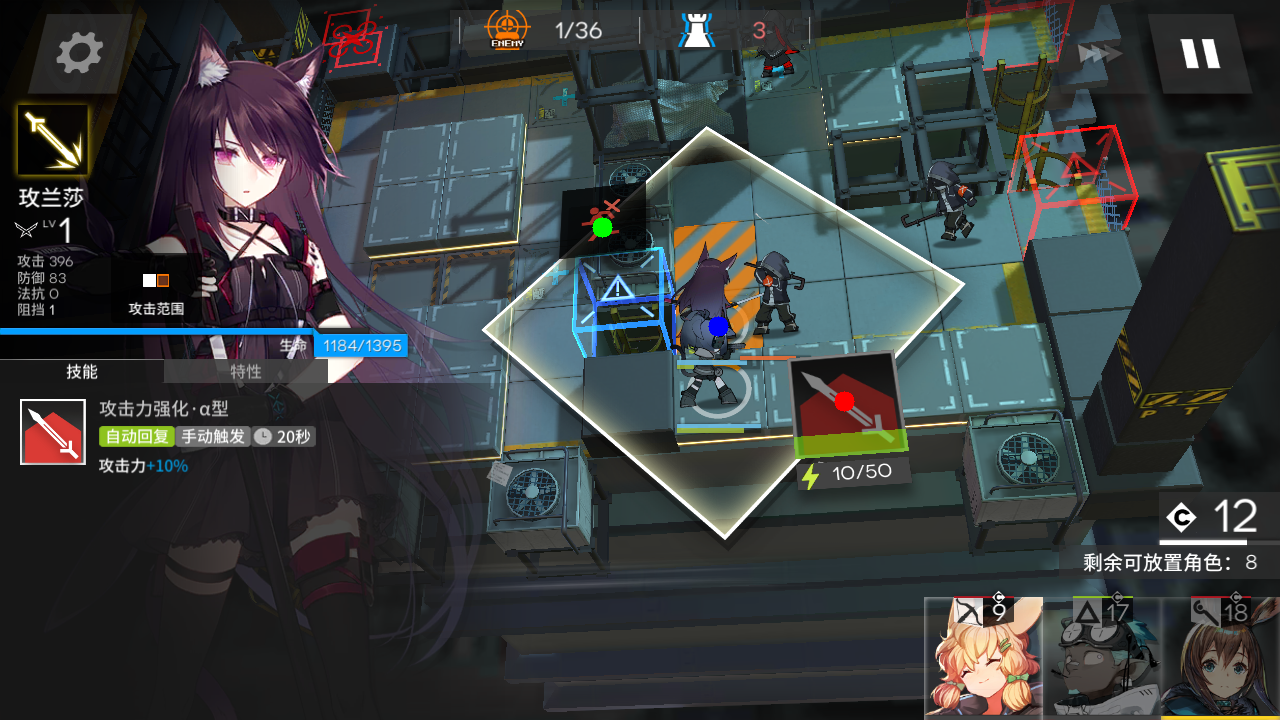 ENEMY
1/36
3
玫兰莎
LV 1
攻击 396
防御 83
法抗 0
阻挡 1
攻击范围
生命 1184/1395
技能
特性
攻击力强化·α型
自动回复 手动触发 20秒
攻击力+10%
10/50
P T
C 12
剩余可放置角色: 8
C 9
C 17
C 18